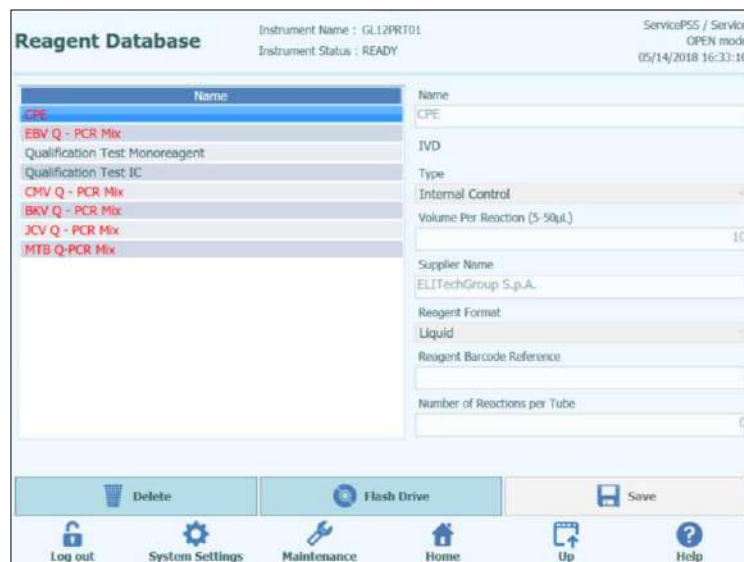 Reagent Database
Instrument Name : GL12PRT01
Instrument Status : READY
ServicePSS / Service
OPEN mode
05/14/2018 16:33:16
Name
CPE
EBV Q - PCR Mix
Qualification Test Monoreagent
Qualification Test IC
CMV Q - PCR Mix
BKV Q - PCR Mix
JCV Q - PCR Mix
MTB Q-PCR Mix
Name
CPE
IVD
Type
Internal Control
Volume Per Reaction (5-50µL)
10
Supplier Name
ELITechGroup S.p.A.
Reagent Format
Liquid
Reagent Barcode Reference
Number of Reactions per Tube
0
Delete
Flash Drive
Save
Log out
System Settings
Maintenance
Home
Up
Help